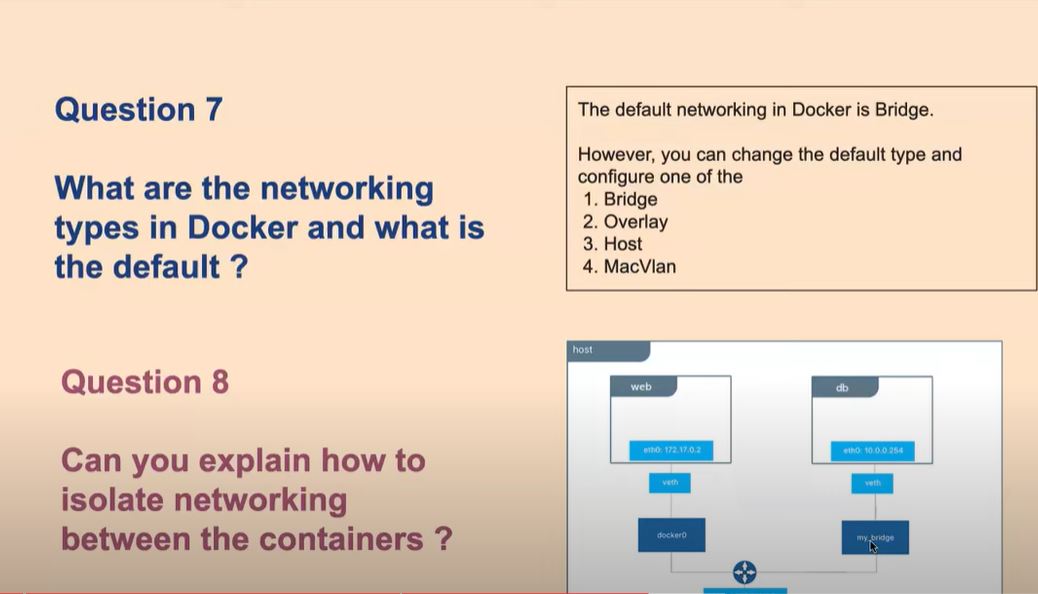 Question 7
What are the networking
types in Docker and what is
the default ?
The default networking in Docker is Bridge.
However, you can change the default type and
configure one of the
1. Bridge
2. Overlay
3. Host
4. MacVlan
Question 8
Can you explain how to
isolate networking
between the containers ?
host
web
db
eth0: 172.17.0.2
eth0: 10.0.0.254
veth
veth
docker0
my_bridge